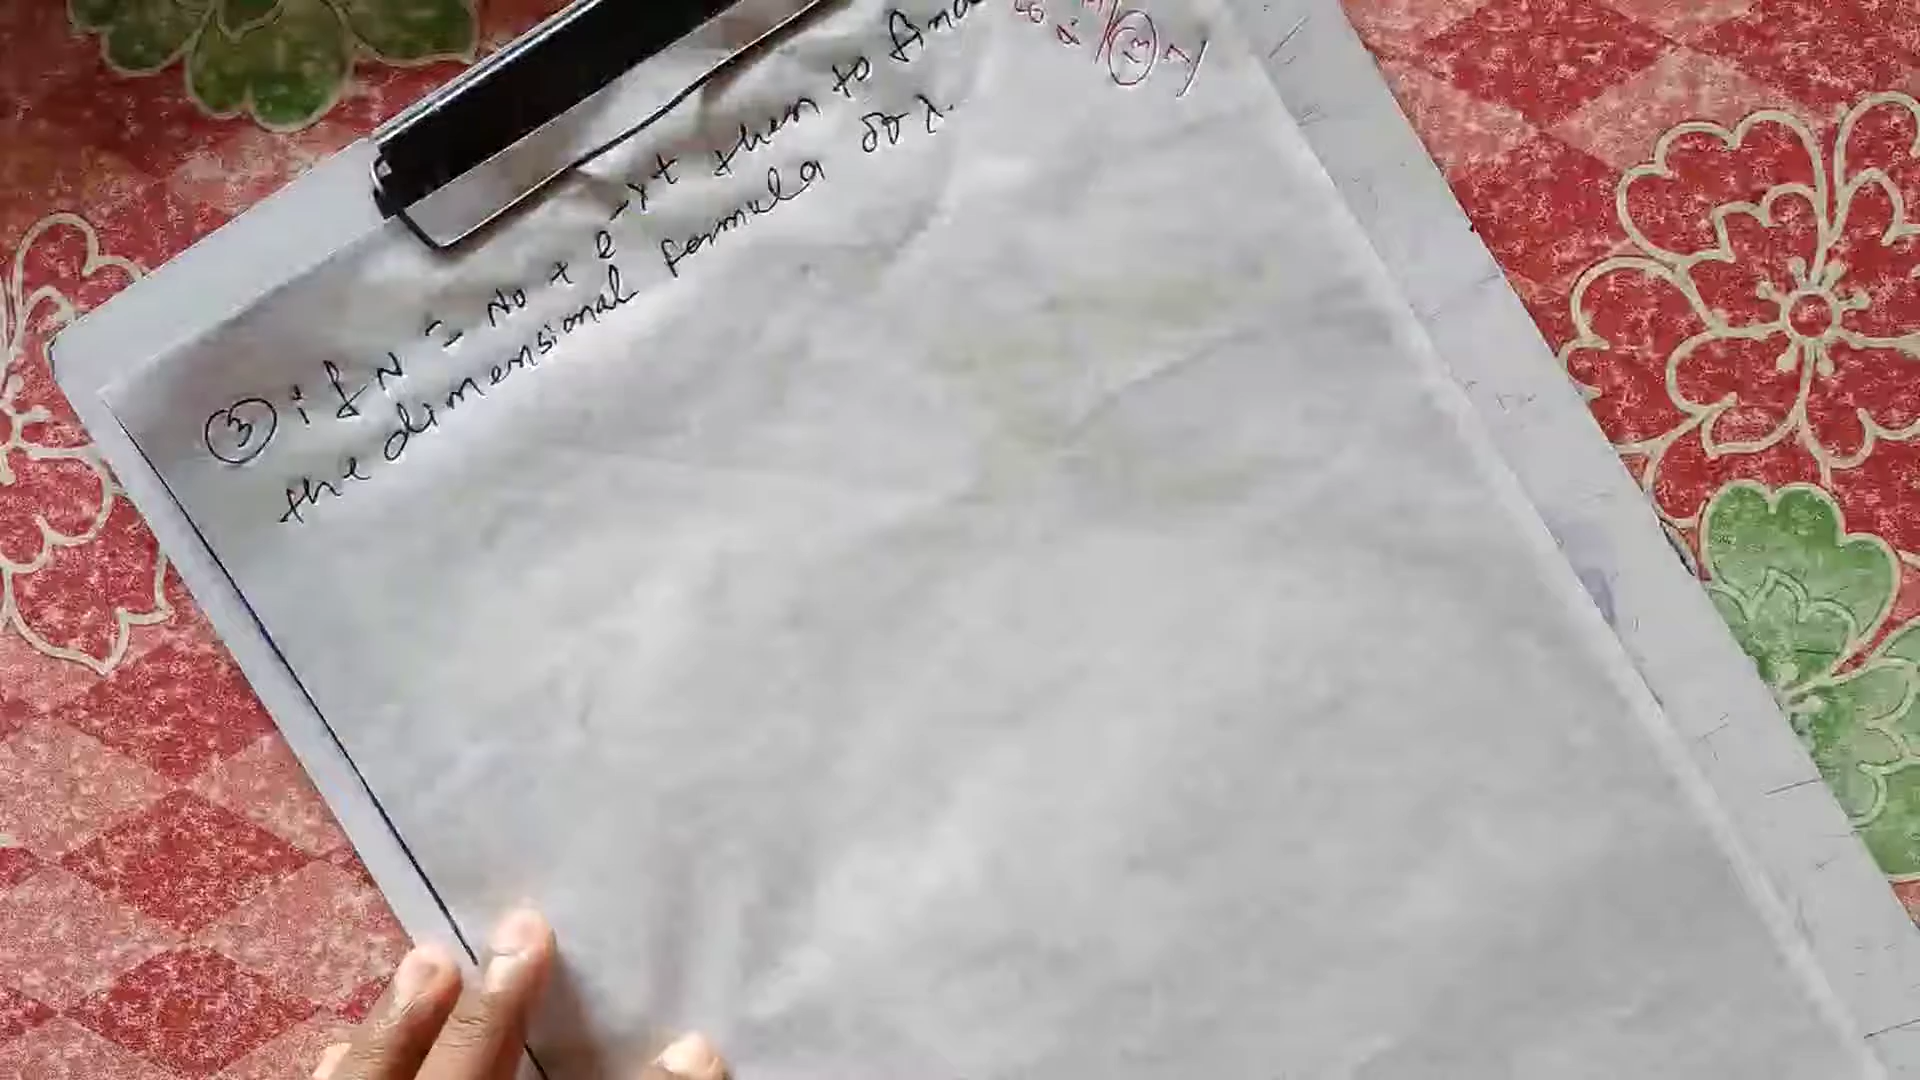 ③ if N = No + e^-λt then to find
the dimensional formula of λ.